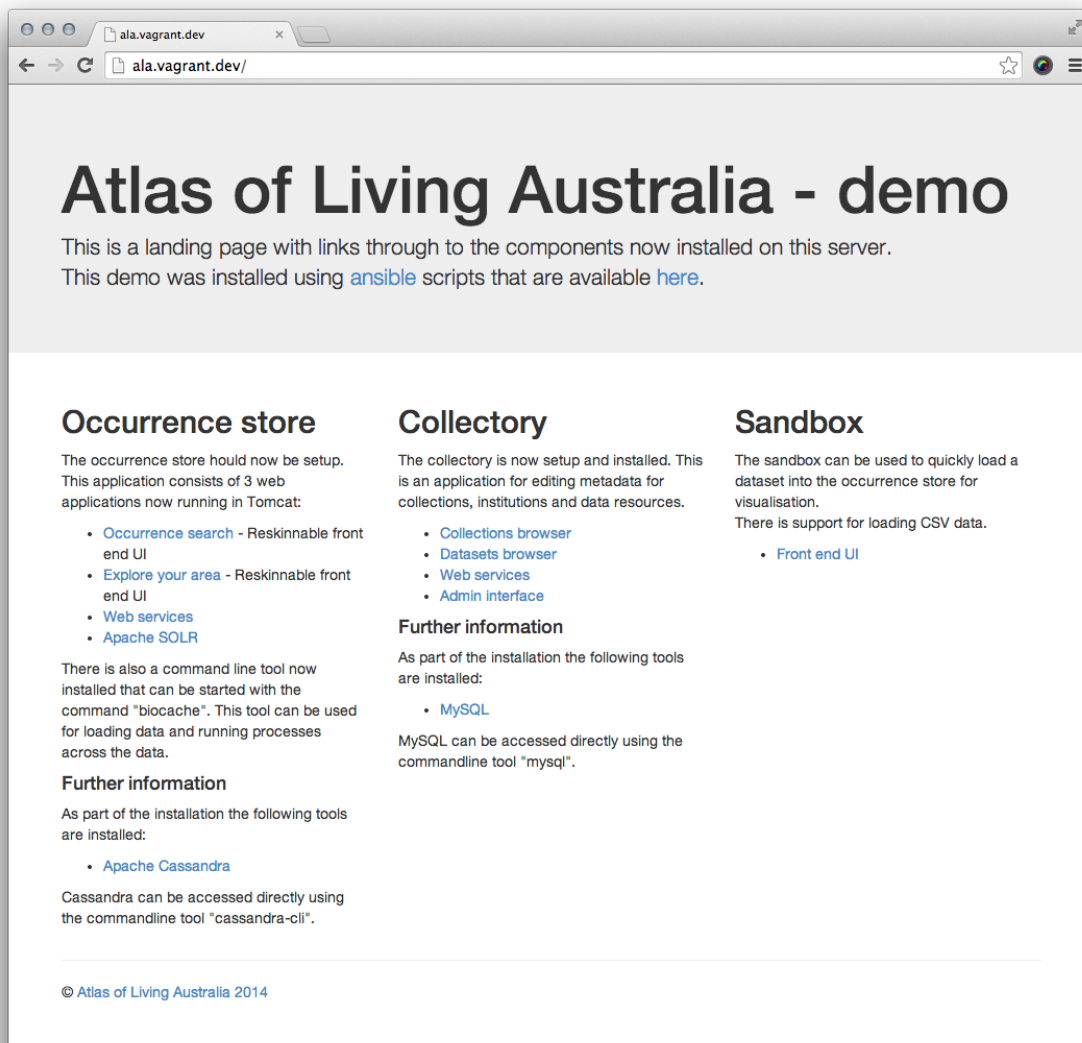 ala.vagrant.dev
ala.vagrant.dev/
Atlas of Living Australia - demo
This is a landing page with links through to the components now installed on this server.
This demo was installed using ansible scripts that are available here.
Occurrence store
The occurrence store hould now be setup.
This application consists of 3 web
applications now running in Tomcat:
• Occurrence search - Reskinnable front
end UI
• Explore your area - Reskinnable front
end UI
• Web services
• Apache SOLR
There is also a command line tool now
installed that can be started with the
command "biocache". This tool can be used
for loading data and running processes
across the data.
Further information
As part of the installation the following tools
are installed:
• Apache Cassandra
Cassandra can be accessed directly using
the commandline tool "cassandra-cli".
Collectory
The collectory is now setup and installed. This
is an application for editing metadata for
collections, institutions and data resources.
• Collections browser
• Datasets browser
• Web services
• Admin interface
Further information
As part of the installation the following tools
are installed:
• MySQL
MySQL can be accessed directly using the
commandline tool "mysql".
Sandbox
The sandbox can be used to quickly load a
dataset into the occurrence store for
visualisation.
There is support for loading CSV data.
• Front end UI
© Atlas of Living Australia 2014